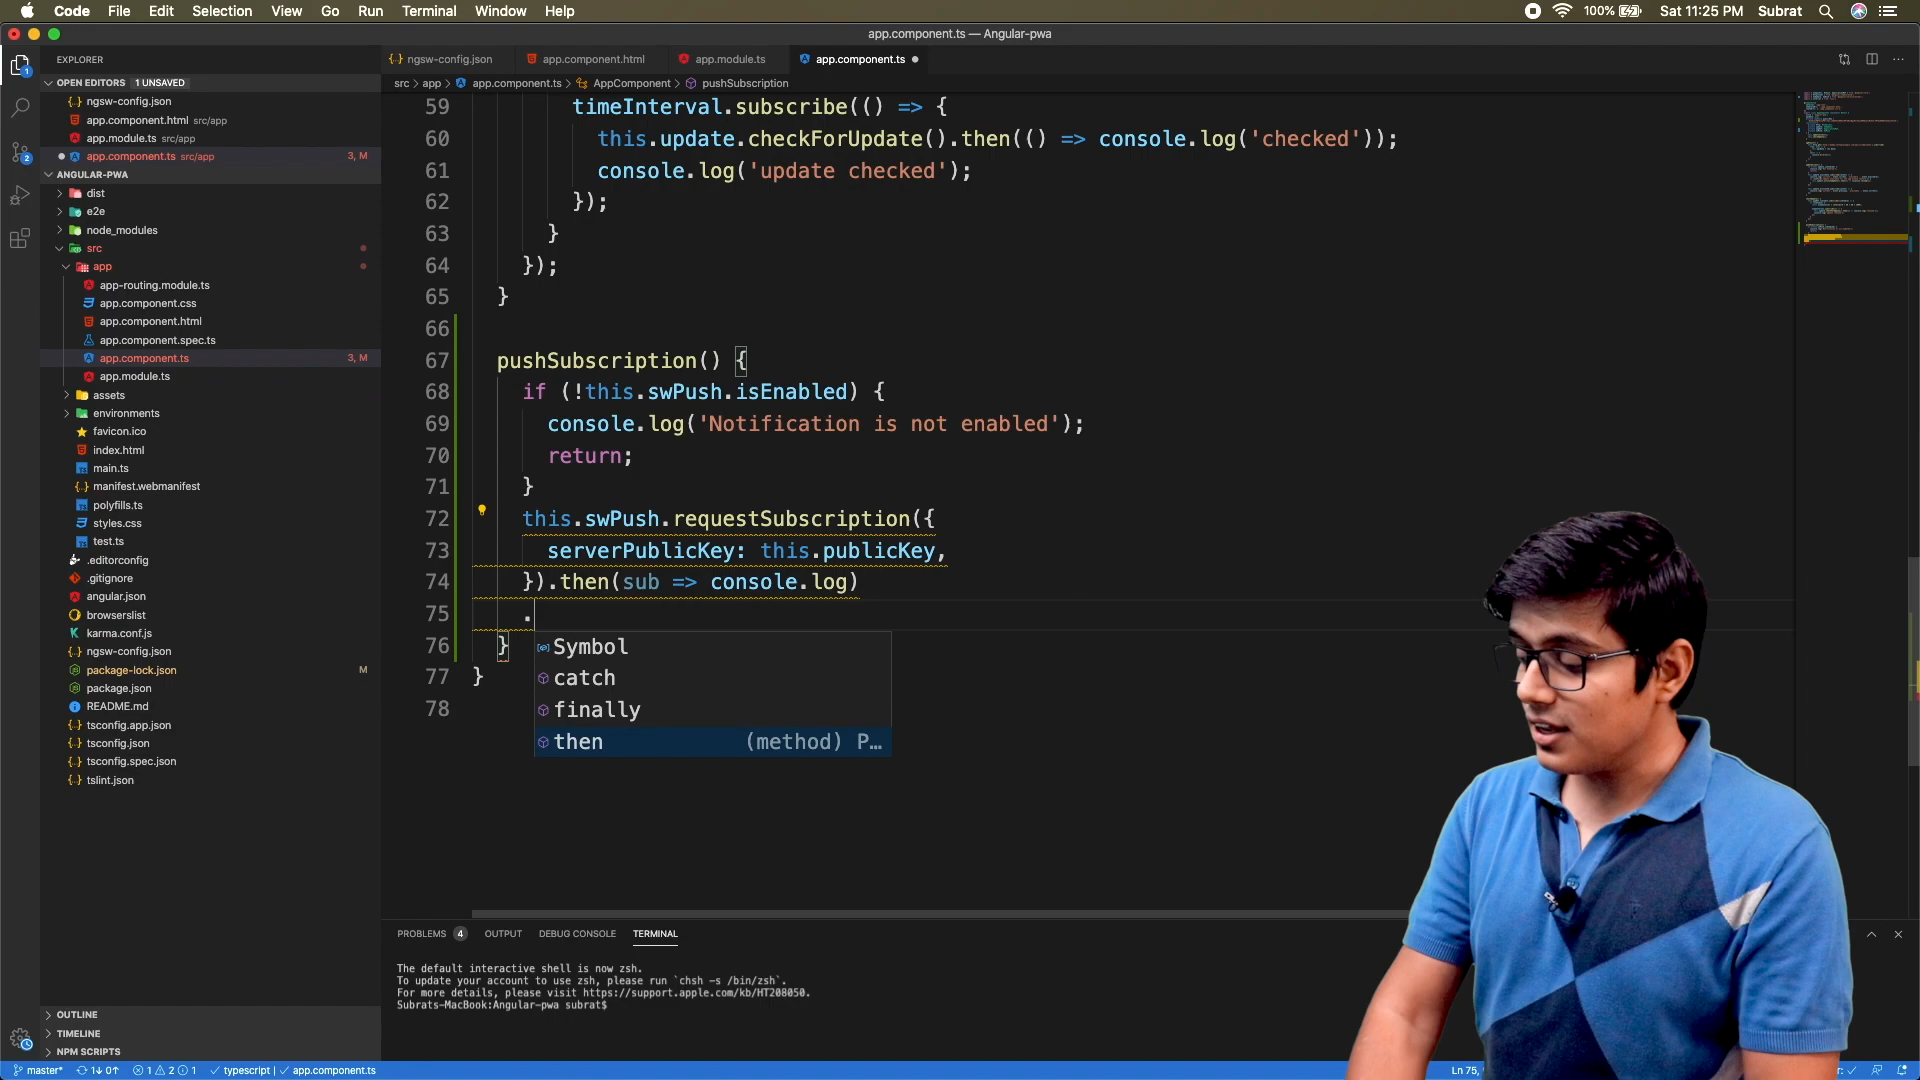 Code File Edit Selection View Go Run Terminal Window Help 100% Sat 11:25 PM Subrat
app.component.ts — Angular-pwa
EXPLORER
OPEN EDITORS 1 UNSAVED
ngsw-config.json
app.component.html src/app
app.module.ts src/app
app.component.ts src/app 3, M
ANGULAR-PWA
dist
e2e
node_modules
src
app
app-routing.module.ts
app.component.css
app.component.html
app.component.spec.ts
app.component.ts 3, M
app.module.ts
assets
environments
favicon.ico
index.html
main.ts
manifest.webmanifest
polyfills.ts
styles.css
test.ts
.editorconfig
.gitignore
angular.json
browserslist
karma.conf.js
ngsw-config.json
package-lock.json M
package.json
README.md
tsconfig.app.json
tsconfig.json
tsconfig.spec.json
tslint.json
OUTLINE
TIMELINE
NPM SCRIPTS
ngsw-config.json app.component.html app.module.ts app.component.ts
src > app > app.component.ts > AppComponent > pushSubscription
59 timeInterval.subscribe(() => {
60 this.update.checkForUpdate().then(() => console.log('checked'));
61 console.log('update checked');
62 });
63 }
64 });
65 }
66
67 pushSubscription() {
68 if (!this.swPush.isEnabled) {
69 console.log('Notification is not enabled');
70 return;
71 }
72 this.swPush.requestSubscription({
73 serverPublicKey: this.publicKey,
74 }).then(sub => console.log)
75 .
76 }
77 }
78
Symbol
catch
finally
then (method) P…
PROBLEMS 4 OUTPUT DEBUG CONSOLE TERMINAL
The default interactive shell is now zsh.
To update your account to use zsh, please run `chsh -s /bin/zsh`.
For more details, please visit https://support.apple.com/kb/HT208050.
Subrats-MacBook:Angular-pwa subrat$
master* 1↓ 0↑ 1 2 1 typescript | app.component.ts Ln 75,